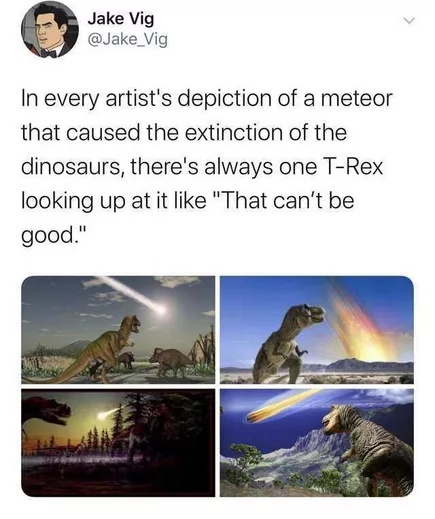 Jake Vig
@Jake_Vig
In every artist's depiction of a meteor
that caused the extinction of the
dinosaurs, there's always one T-Rex
looking up at it like "That can’t be
good."